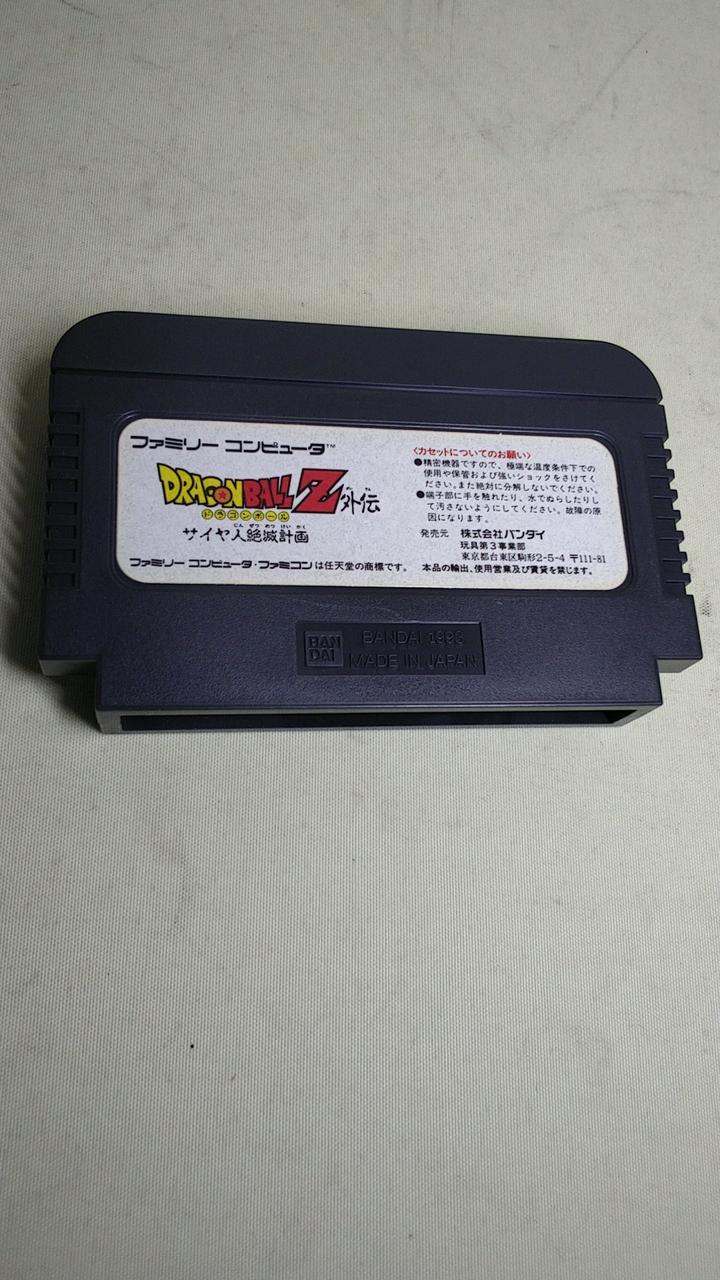 ファミリー コンピュータ™
DRAGON BALL Z外伝
ドラゴンボール
サイヤ人絶滅計画
ファミリー コンピュータ・ファミコンは任天堂の商標です。
〈カセットについてのお願い〉
●精密機器ですので、極端な温度条件下での
使用や保管および強いショックをさけてく
ださい。また絶対に分解しないでください。
●端子部に手を触れたり、水でぬらしたりし
て汚さないようにしてください。故障の原
因になります。
発売元 株式会社バンダイ
玩具第3事業部
東京都台東区駒形2-5-4 〒111-81
本品の輸出、使用営業及び賃貸を禁じます。
BAN
DAI
BANDAI 1993
MADE IN JAPAN